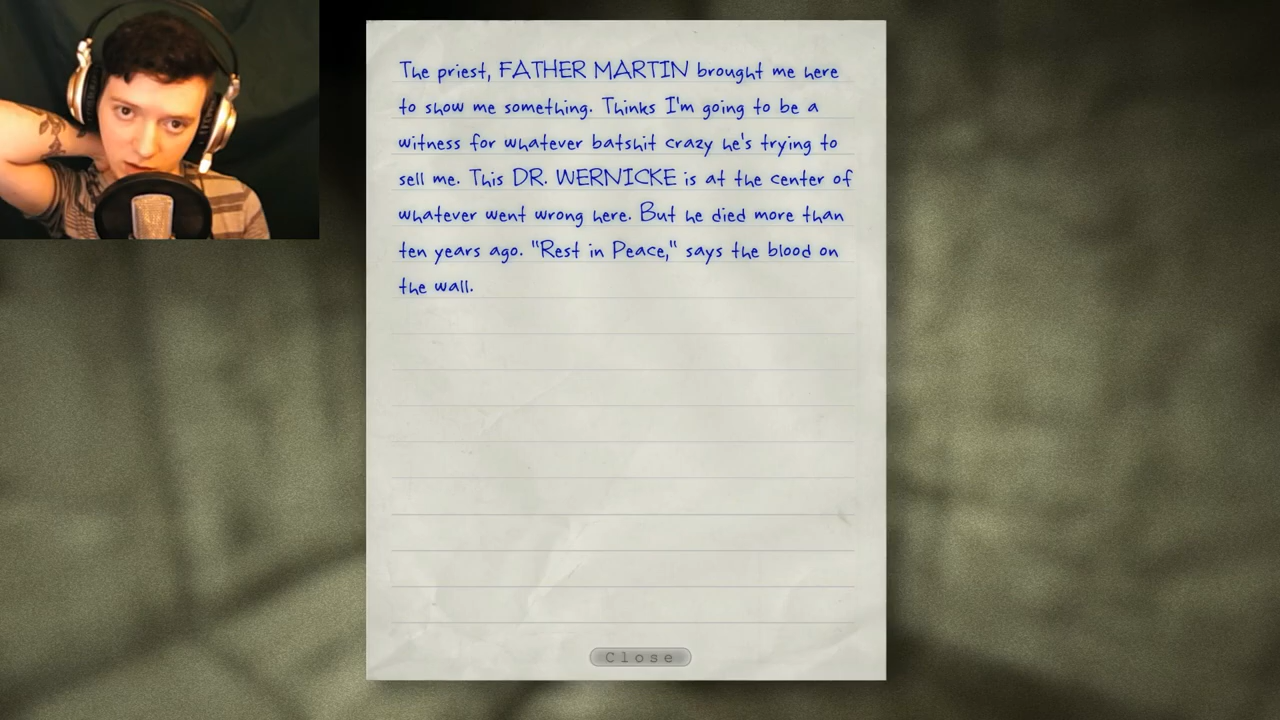 The priest, FATHER MARTIN brought me here
to show me something. Thinks I'm going to be a
witness for whatever batshit crazy he's trying to
sell me. This DR. WERNICKE is at the center of
whatever went wrong here. But he died more than
ten years ago. "Rest in Peace," says the blood on
the wall.
Close